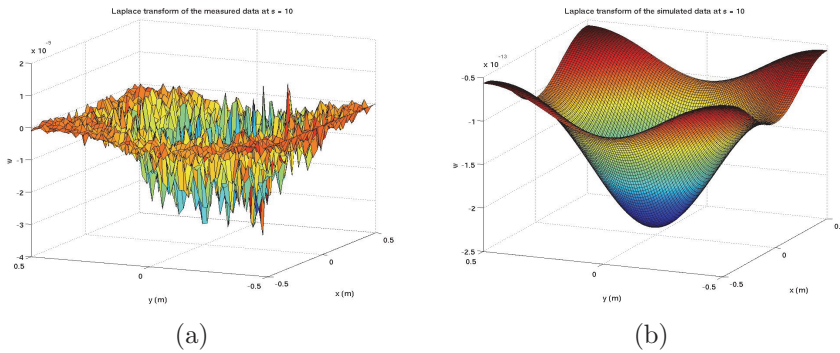 Laplace transform of the measured data at s = 10
x 10⁻⁹
2
1
0
-1
-2
-3
-4
w
0.5
0
-0.5
y (m)
-0.5
0
0.5
x (m)
(a)
Laplace transform of the simulated data at s = 10
x 10⁻¹³
-0.5
-1
-1.5
-2
-2.5
w
0.5
0
-0.5
y (m)
-0.5
0
x (m)
(b)